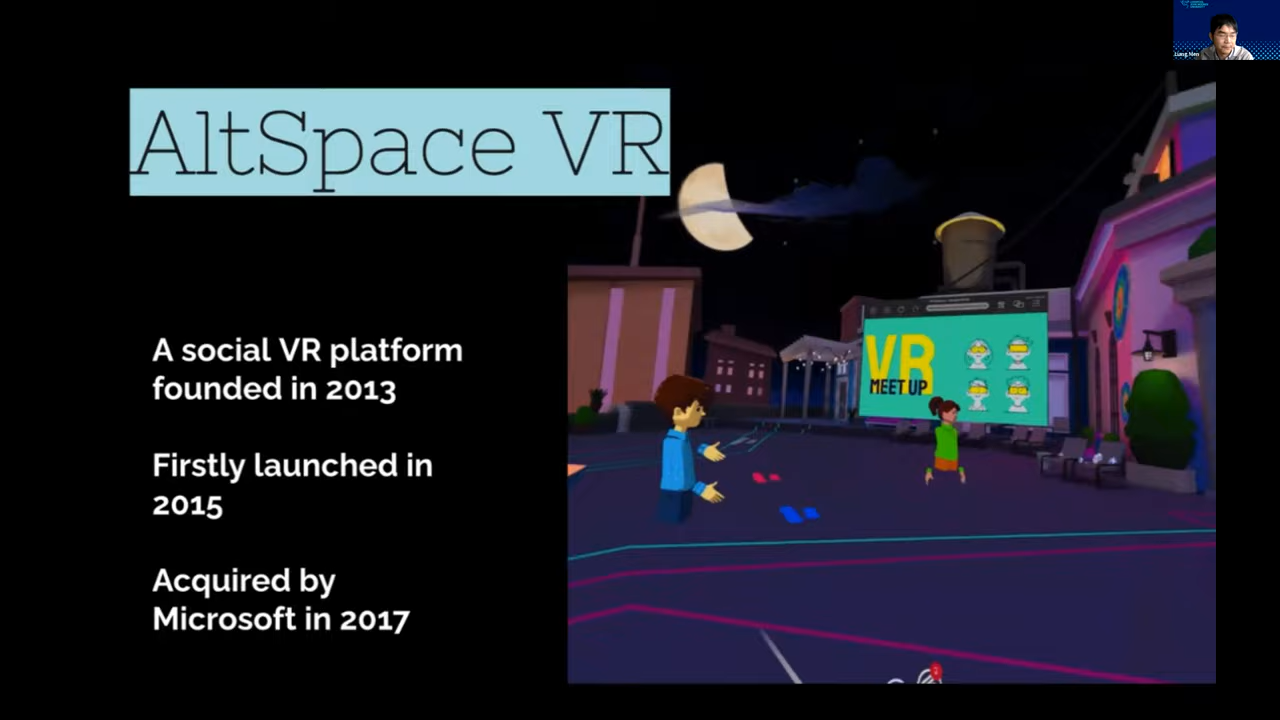 AltSpace VR
A social VR platform
founded in 2013
Firstly launched in
2015
Acquired by
Microsoft in 2017
VR
MEET UP